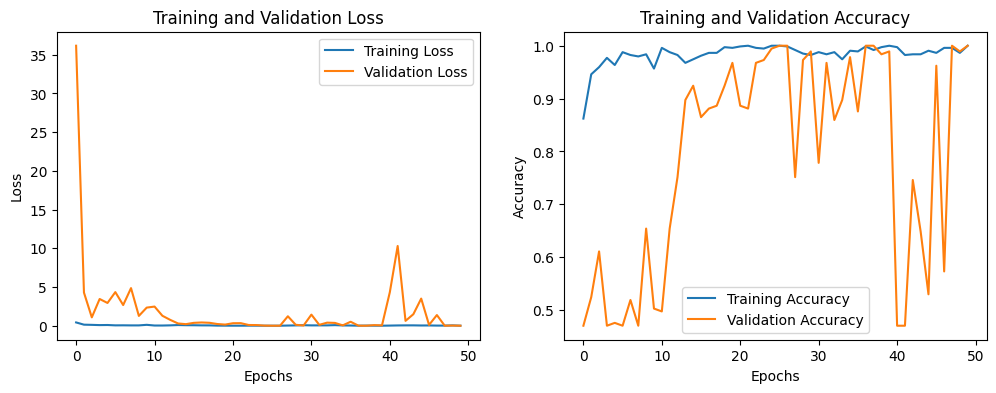 Training and Validation Loss
Training Loss
Validation Loss
Loss
35
30
25
20
15
10
5
0
0 10 20 30 40 50
Epochs
Training and Validation Accuracy
Accuracy
1.0
0.9
0.8
0.7
0.6
0.5
Training Accuracy
Validation Accuracy
0 10 20 30 40 50
Epochs